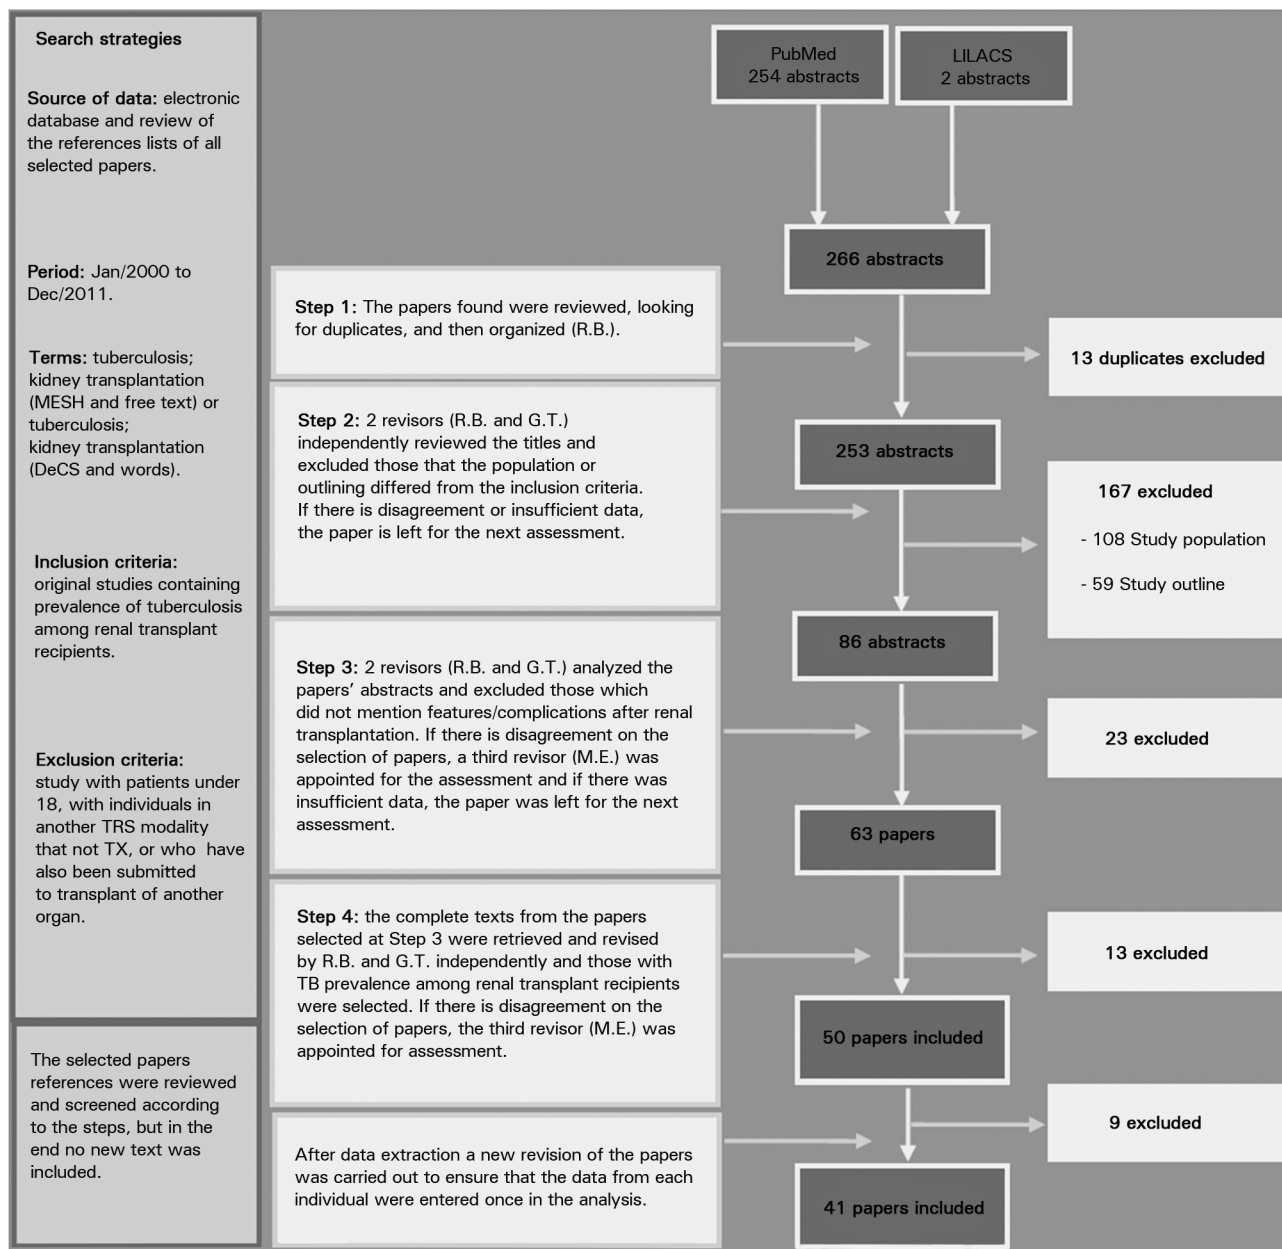 Search strategies
Source of data: electronic
database and review of
the references lists of all
selected papers.
Period: Jan/2000 to
Dec/2011.
Terms: tuberculosis;
kidney transplantation
(MESH and free text) or
tuberculosis;
kidney transplantation
(DeCS and words).
Inclusion criteria:
original studies containing
prevalence of tuberculosis
among renal transplant
recipients.
Exclusion criteria:
study with patients under
18, with individuals in
another TRS modality
that not TX, or who have
also been submitted
to transplant of another
organ.
The selected papers
references were reviewed
and screened according
to the steps, but in the
end no new text was
included.
PubMed
254 abstracts
LILACS
2 abstracts
266 abstracts
Step 1: The papers found were reviewed, looking
for duplicates, and then organized (R.B.).
13 duplicates excluded
253 abstracts
Step 2: 2 revisors (R.B. and G.T.)
independently reviewed the titles and
excluded those that the population or
outlining differed from the inclusion criteria.
If there is disagreement or insufficient data,
the paper is left for the next assessment.
167 excluded
- 108 Study population
- 59 Study outline
86 abstracts
Step 3: 2 revisors (R.B. and G.T.) analyzed the
papers' abstracts and excluded those which
did not mention features/complications after renal
transplantation. If there is disagreement on the
selection of papers, a third revisor (M.E.) was
appointed for the assessment and if there was
insufficient data, the paper was left for the next
assessment.
23 excluded
63 papers
Step 4: the complete texts from the papers
selected at Step 3 were retrieved and revised
by R.B. and G.T. independently and those with
TB prevalence among renal transplant recipients
were selected. If there is disagreement on the
selection of papers, the third revisor (M.E.) was
appointed for assessment.
13 excluded
50 papers included
After data extraction a new revision of the papers
was carried out to ensure that the data from each
individual were entered once in the analysis.
9 excluded
41 papers included